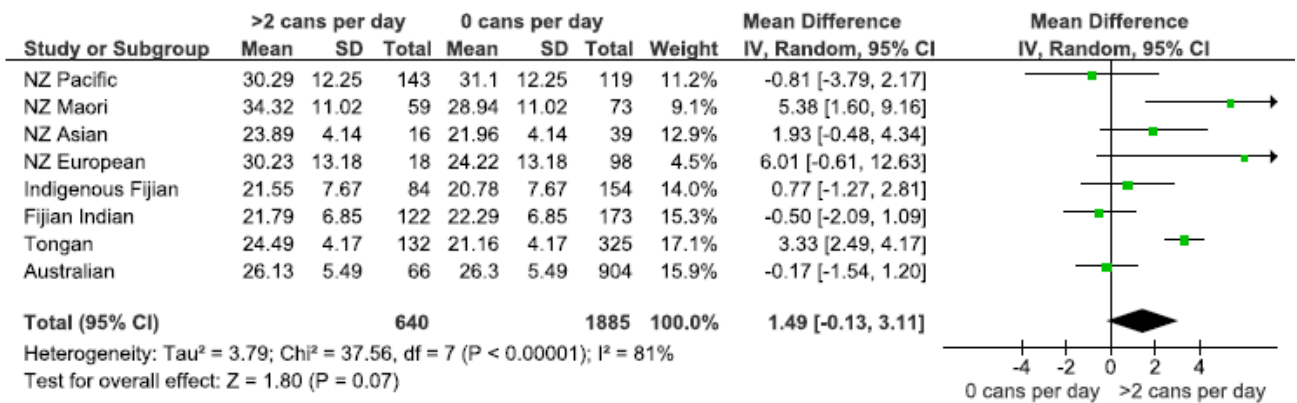 >2 cans per day 0 cans per day Mean Difference Mean Difference
Study or Subgroup Mean SD Total Mean SD Total Weight IV, Random, 95% CI IV, Random, 95% CI
NZ Pacific 30.29 12.25 143 31.1 12.25 119 11.2% -0.81 [-3.79, 2.17]
NZ Maori 34.32 11.02 59 28.94 11.02 73 9.1% 5.38 [1.60, 9.16]
NZ Asian 23.89 4.14 16 21.96 4.14 39 12.9% 1.93 [-0.48, 4.34]
NZ European 30.23 13.18 18 24.22 13.18 98 4.5% 6.01 [-0.61, 12.63]
Indigenous Fijian 21.55 7.67 84 20.78 7.67 154 14.0% 0.77 [-1.27, 2.81]
Fijian Indian 21.79 6.85 122 22.29 6.85 173 15.3% -0.50 [-2.09, 1.09]
Tongan 24.49 4.17 132 21.16 4.17 325 17.1% 3.33 [2.49, 4.17]
Australian 26.13 5.49 66 26.3 5.49 904 15.9% -0.17 [-1.54, 1.20]
Total (95% CI) 640 1885 100.0% 1.49 [-0.13, 3.11]
Heterogeneity: Tau² = 3.79; Chi² = 37.56, df = 7 (P < 0.00001); I² = 81%
Test for overall effect: Z = 1.80 (P = 0.07)
-4 -2 0 2 4
0 cans per day >2 cans per day